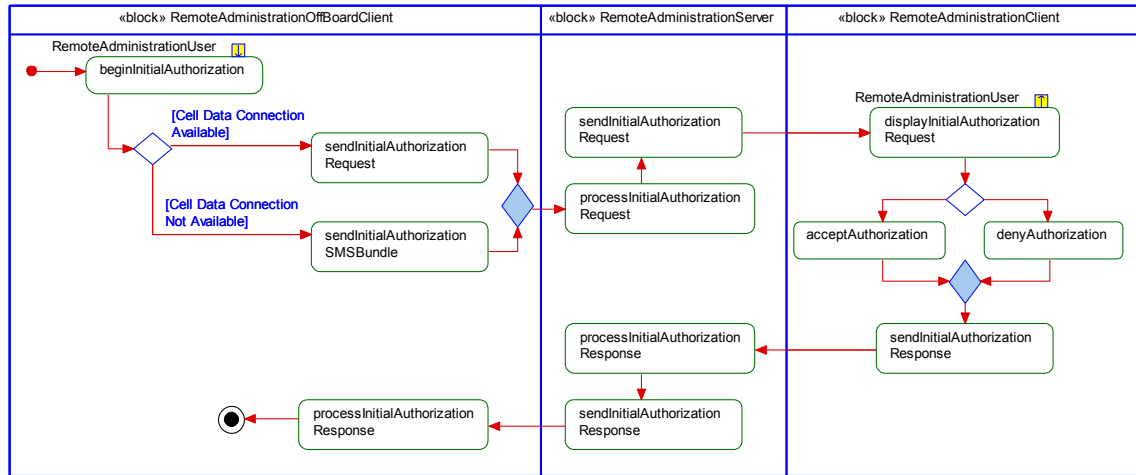 «block» RemoteAdministrationOffBoardClient
«block» RemoteAdministrationServer
«block» RemoteAdministrationClient
RemoteAdministrationUser
beginInitialAuthorization
[Cell Data Connection
Available]
sendInitialAuthorization
Request
[Cell Data Connection
Not Available]
sendInitialAuthorization
SMSBundle
sendInitialAuthorization
Request
processInitialAuthorization
Request
RemoteAdministrationUser
displayInitialAuthorization
Request
acceptAuthorization
denyAuthorization
sendInitialAuthorization
Response
processInitialAuthorization
Response
sendInitialAuthorization
Response
processInitialAuthorization
Response